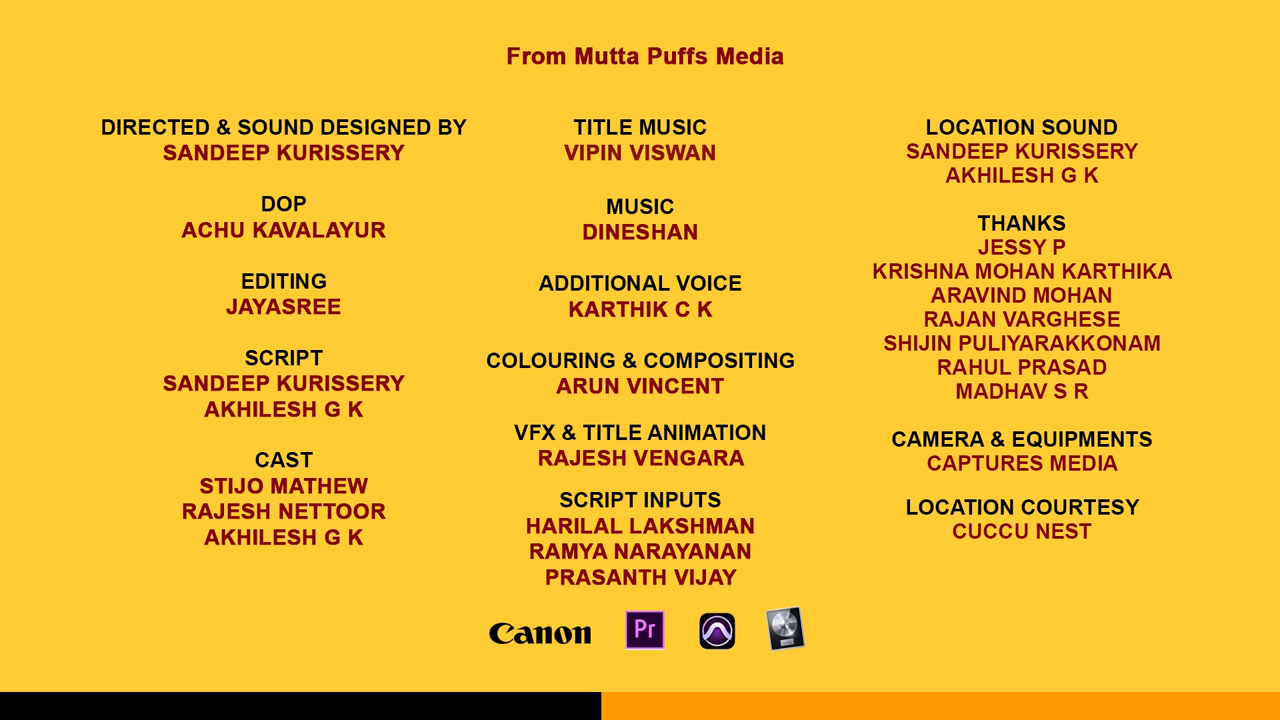 From Mutta Puffs Media
DIRECTED & SOUND DESIGNED BY
SANDEEP KURISSERY
DOP
ACHU KAVALAYUR
EDITING
JAYASREE
SCRIPT
SANDEEP KURISSERY
AKHILESH G K
CAST
STIJO MATHEW
RAJESH NETTOOR
AKHILESH G K
TITLE MUSIC
VIPIN VISWAN
MUSIC
DINESHAN
ADDITIONAL VOICE
KARTHIK C K
COLOURING & COMPOSITING
ARUN VINCENT
VFX & TITLE ANIMATION
RAJESH VENGARA
SCRIPT INPUTS
HARILAL LAKSHMAN
RAMYA NARAYANAN
PRASANTH VIJAY
LOCATION SOUND
SANDEEP KURISSERY
AKHILESH G K
THANKS
JESSY P
KRISHNA MOHAN KARTHIKA
ARAVIND MOHAN
RAJAN VARGHESE
SHIJIN PULIYARAKKONAM
RAHUL PRASAD
MADHAV S R
CAMERA & EQUIPMENTS
CAPTURES MEDIA
LOCATION COURTESY
CUCCU NEST
Canon
Pr